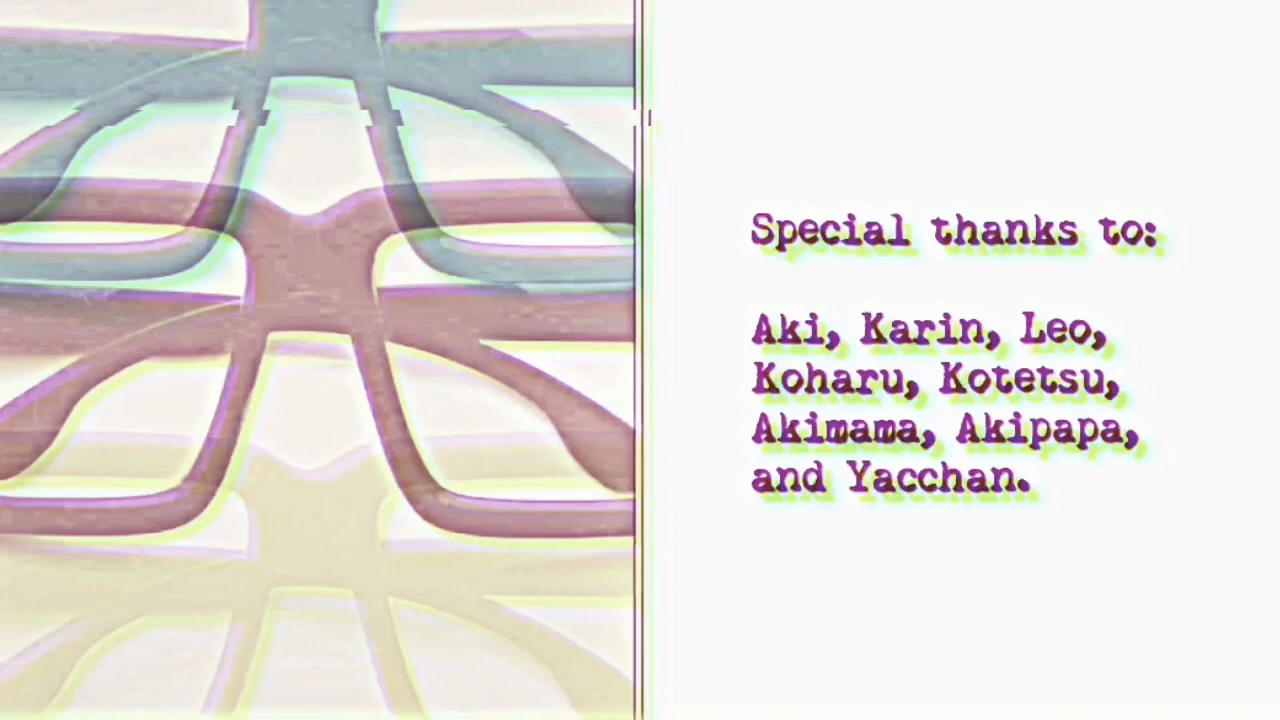 Special thanks to:
Aki, Karin, Leo,
Koharu, Kotetsu,
Akimama, Akipapa,
and Yacchan.